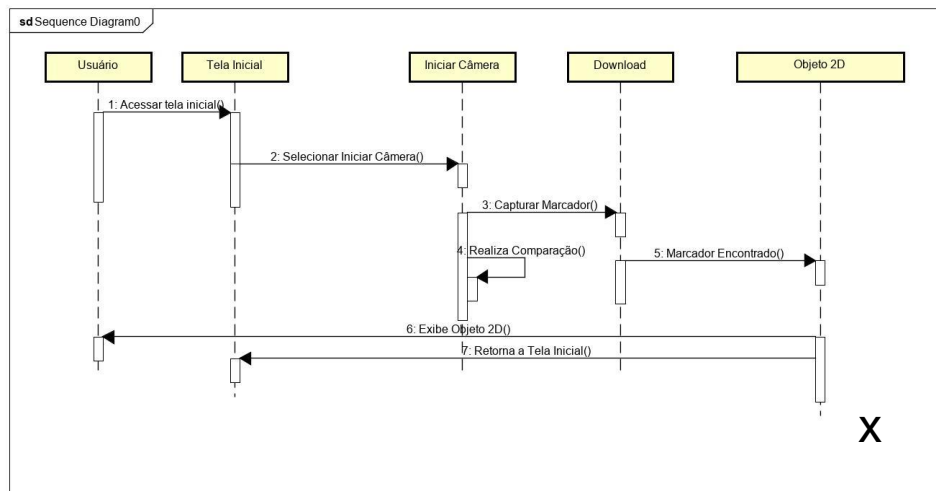 sd Sequence Diagram0
Usuário
Tela Inicial
Iniciar Câmera
Download
Objeto 2D
1: Acessar tela inicial()
2: Selecionar Iniciar Câmera()
3: Capturar Marcador()
4: Realiza Comparação()
5: Marcador Encontrado()
6: Exibe Objeto 2D()
7: Retorna a Tela Inicial()
X